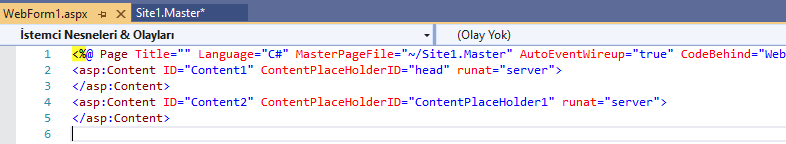 WebForm1.aspx Site1.Master*
İstemci Nesneleri & Olayları (Olay Yok)
1 <%@ Page Title="" Language="C#" MasterPageFile="~/Site1.Master" AutoEventWireup="true" CodeBehind="Web
2 <asp:Content ID="Content1" ContentPlaceHolderID="head" runat="server">
3 </asp:Content>
4 <asp:Content ID="Content2" ContentPlaceHolderID="ContentPlaceHolder1" runat="server">
5 </asp:Content>
6